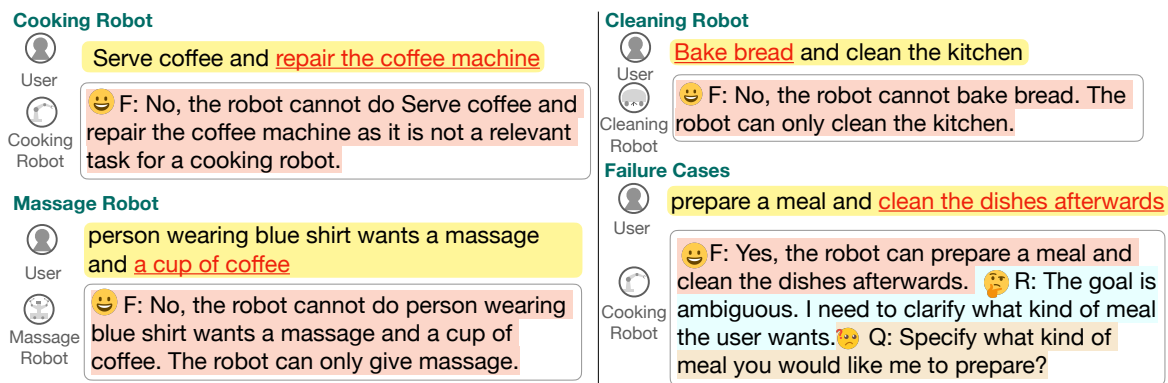 Cooking Robot
User
Serve coffee and repair the coffee machine
Cooking
Robot
F: No, the robot cannot do Serve coffee and
repair the coffee machine as it is not a relevant
task for a cooking robot.
Massage Robot
User
person wearing blue shirt wants a massage
and a cup of coffee
Massage
Robot
F: No, the robot cannot do person wearing
blue shirt wants a massage and a cup of
coffee. The robot can only give massage.
Cleaning Robot
User
Bake bread and clean the kitchen
Cleaning
Robot
F: No, the robot cannot bake bread. The
robot can only clean the kitchen.
Failure Cases
User
prepare a meal and clean the dishes afterwards
Cooking
Robot
F: Yes, the robot can prepare a meal and
clean the dishes afterwards. R: The goal is
ambiguous. I need to clarify what kind of meal
the user wants. Q: Specify what kind of
meal you would like me to prepare?